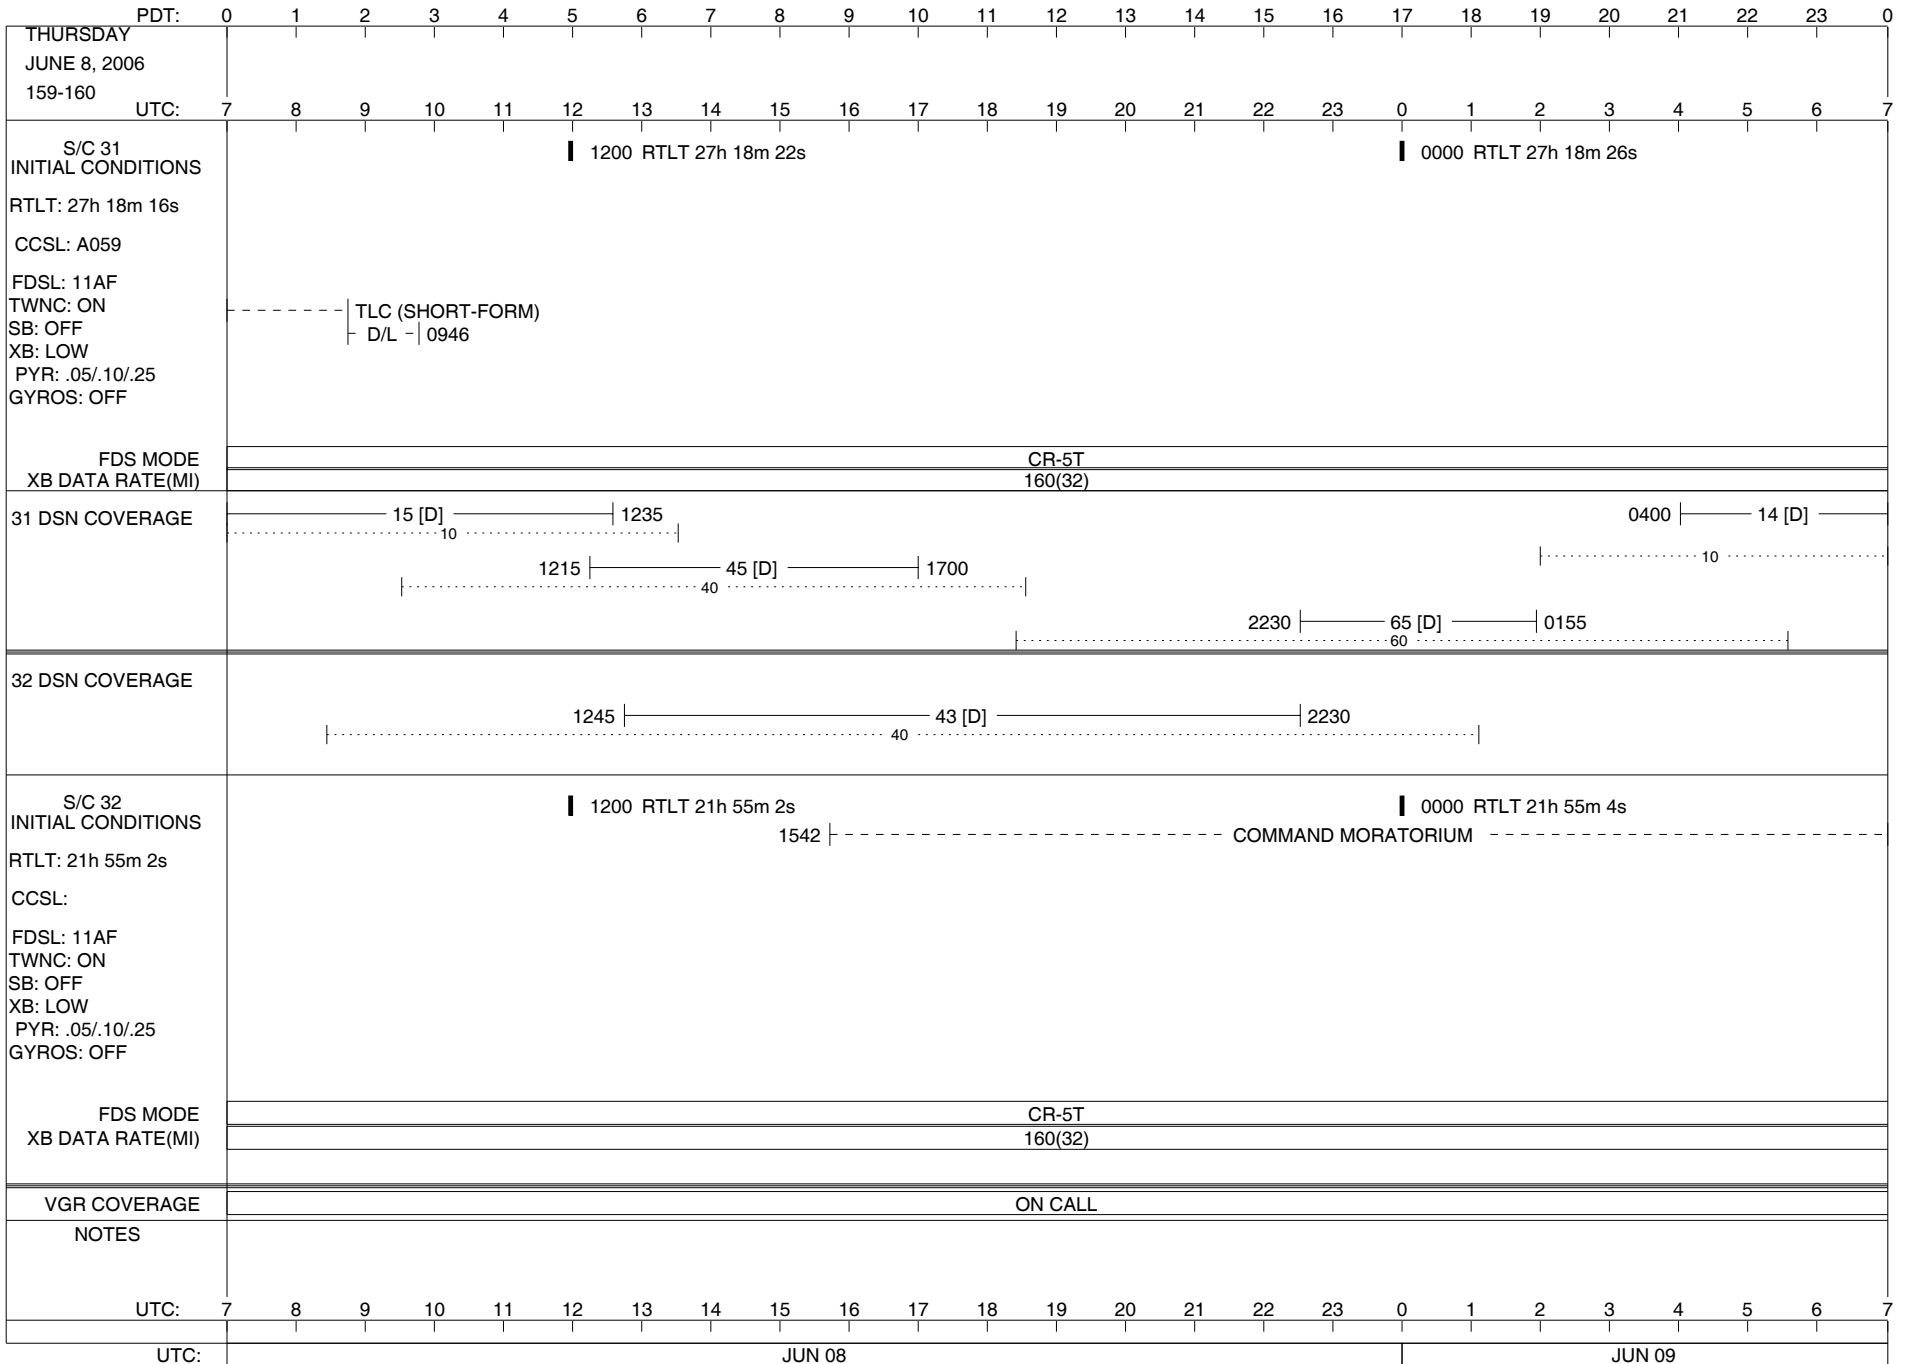 PDT: 0 1 2 3 4 5 6 7 8 9 10 11 12 13 14 15 16 17 18 19 20 21 22 23 0
THURSDAY
JUNE 8, 2006
159-160
UTC: 7 8 9 10 11 12 13 14 15 16 17 18 19 20 21 22 23 0 1 2 3 4 5 6 7
S/C 31
INITIAL CONDITIONS
1200 RTLT 27h 18m 22s
0000 RTLT 27h 18m 26s
RTLT: 27h 18m 16s
CCSL: A059
FDSL: 11AF
TWNC: ON
TLC (SHORT-FORM)
SB: OFF
D/L 0946
XB: LOW
PYR: .05/.10/.25
GYROS: OFF
FDS MODE CR-5T
XB DATA RATE(MI) 160(32)
31 DSN COVERAGE 15 [D] 1235 0400 14 [D]
10
10
1215 45 [D] 1700
40
2230 65 [D] 0155
60
32 DSN COVERAGE
1245 43 [D] 2230
40
S/C 32
INITIAL CONDITIONS
1200 RTLT 21h 55m 2s
0000 RTLT 21h 55m 4s
1542 COMMAND MORATORIUM
RTLT: 21h 55m 2s
CCSL:
FDSL: 11AF
TWNC: ON
SB: OFF
XB: LOW
PYR: .05/.10/.25
GYROS: OFF
FDS MODE CR-5T
XB DATA RATE(MI) 160(32)
VGR COVERAGE ON CALL
NOTES
UTC: 7 8 9 10 11 12 13 14 15 16 17 18 19 20 21 22 23 0 1 2 3 4 5 6 7
UTC: JUN 08 JUN 09